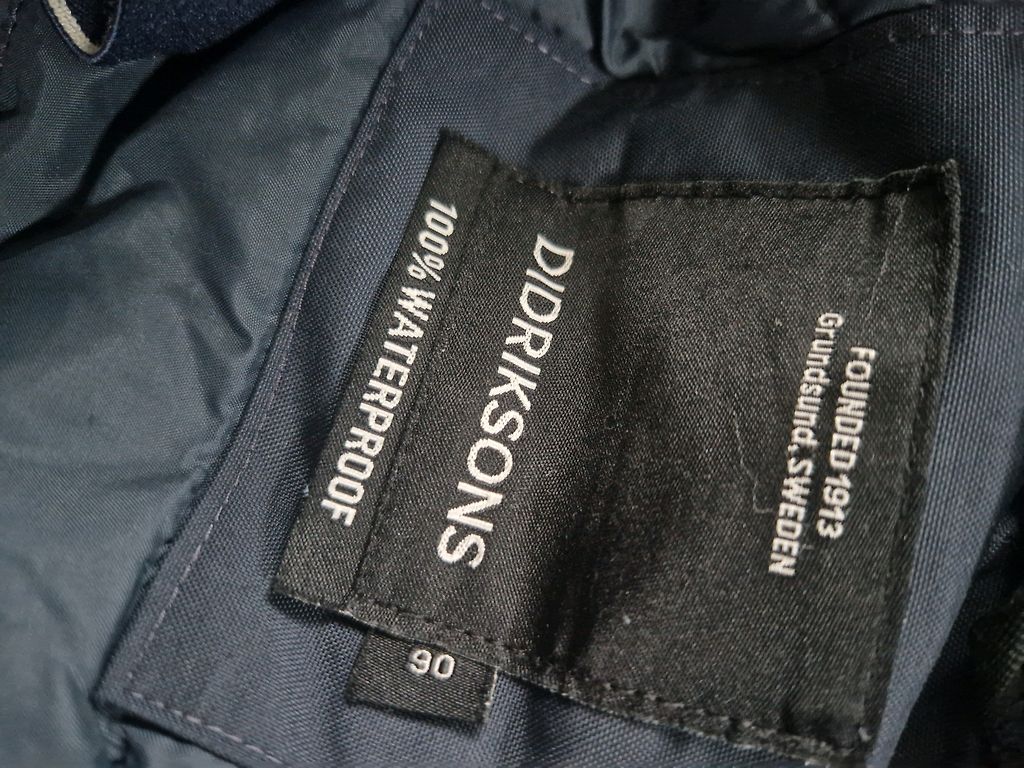 FOUNDED 1913
Grundsund, SWEDEN
DIDRIKSONS
100% WATERPROOF
90